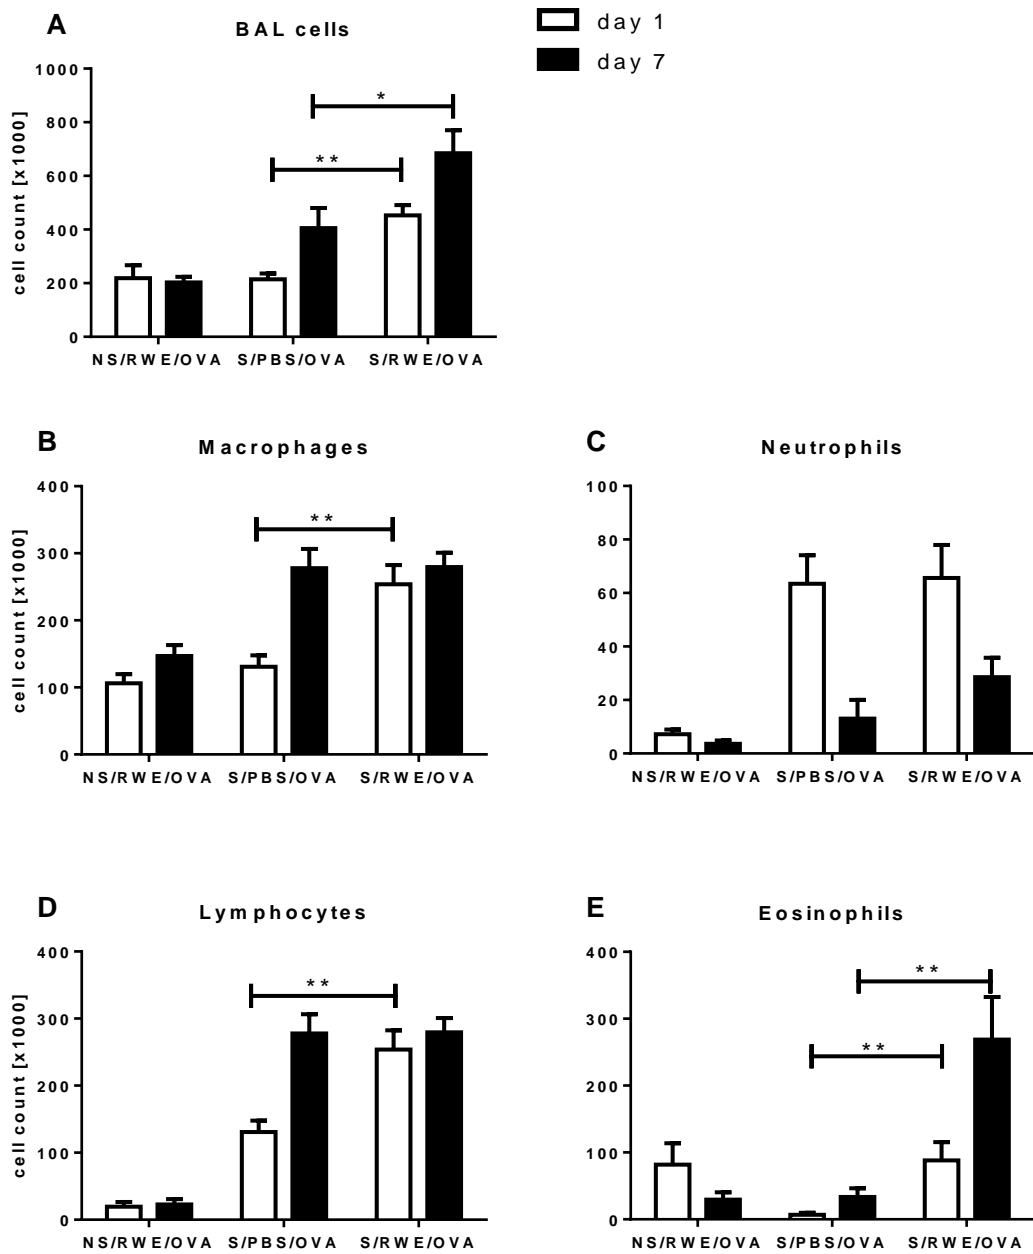 A
BAL cells
day 1
day 7
cell count [x1000]
1000
800
600
400
200
0
*
**
NS/RWE/OVA S/PBS/OVA S/RWE/OVA
B
Macrophages
cell count [x1000]
400
300
200
100
0
**
NS/RWE/OVA S/PBS/OVA S/RWE/OVA
C
Neutrophils
100
80
60
40
20
0
NS/RWE/OVA S/PBS/OVA S/RWE/OVA
D
Lymphocytes
cell count [x1000]
400
300
200
100
0
**
NS/RWE/OVA S/PBS/OVA S/RWE/OVA
E
Eosinophils
400
300
200
100
0
**
**
NS/RWE/OVA S/PBS/OVA S/RWE/OVA